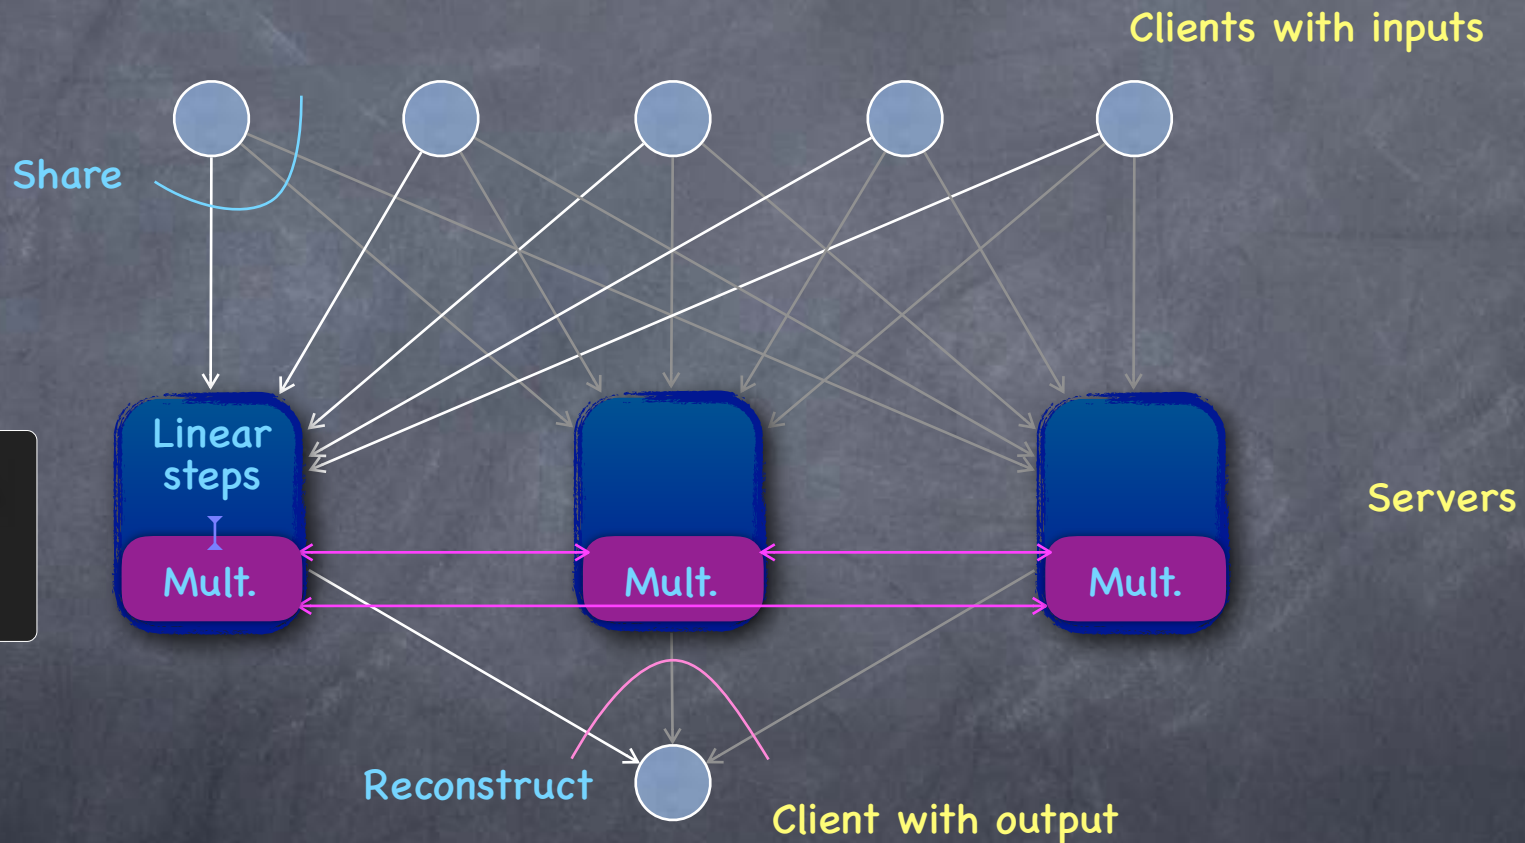 Clients with inputs
Share
Linear
steps
Servers
Mult.
Mult.
Mult.
Reconstruct
Client with output